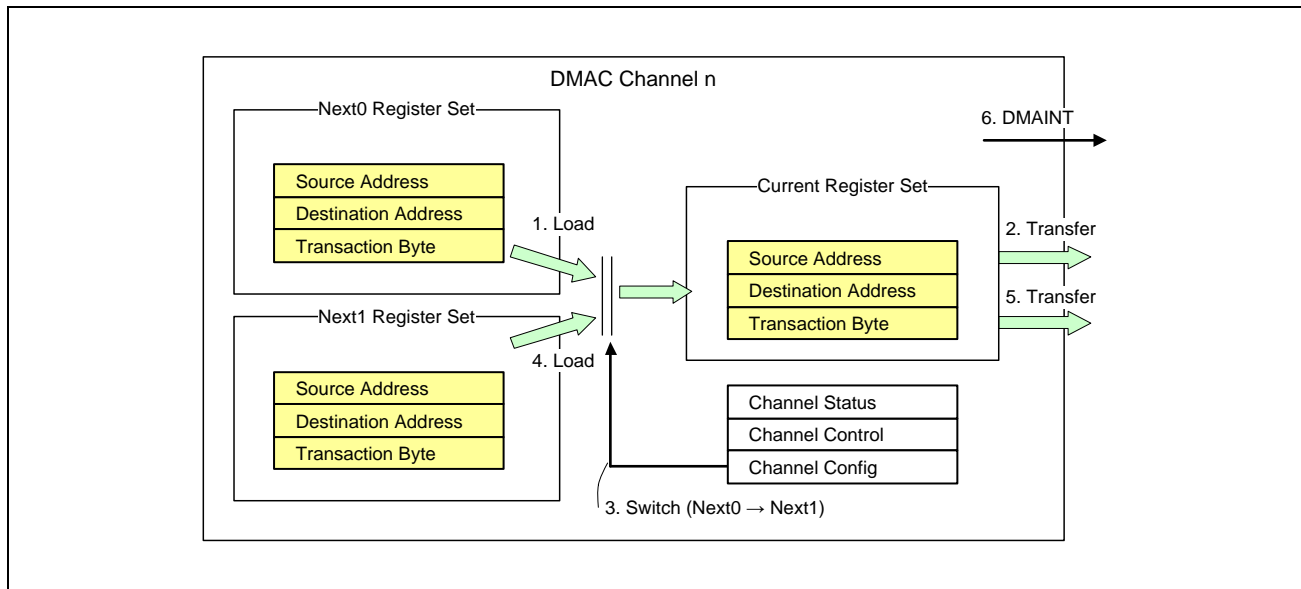 DMAC Channel n
Next0 Register Set
Source Address
Destination Address
Transaction Byte
1. Load
Next1 Register Set
Source Address
Destination Address
Transaction Byte
4. Load
3. Switch (Next0 → Next1)
Current Register Set
Source Address
Destination Address
Transaction Byte
Channel Status
Channel Control
Channel Config
6. DMAINT
2. Transfer
5. Transfer